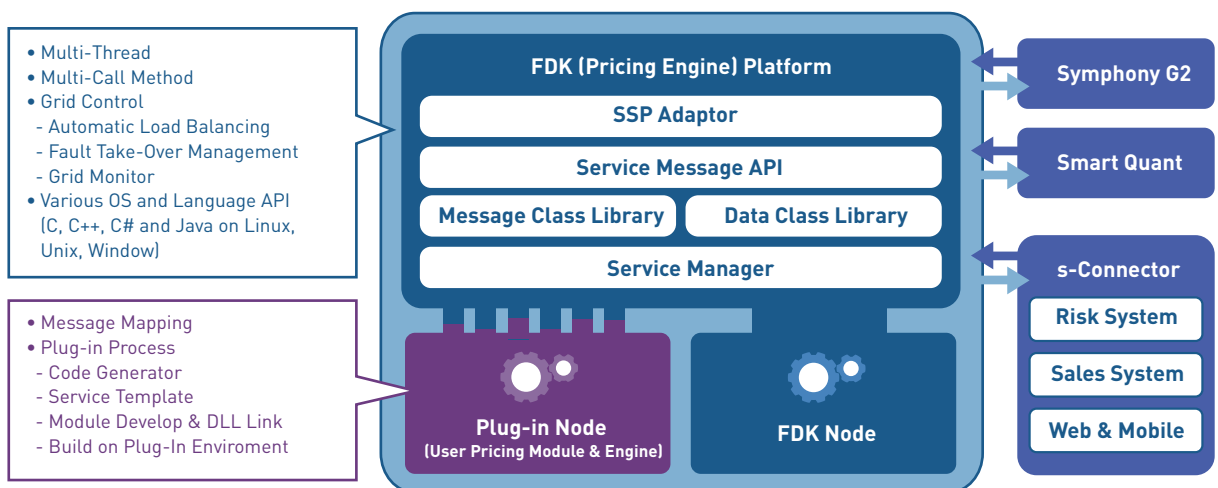 • Multi-Thread
• Multi-Call Method
• Grid Control
- Automatic Load Balancing
- Fault Take-Over Management
- Grid Monitor
• Various OS and Language API
(C, C++, C# and Java on Linux,
Unix, Window)
• Message Mapping
• Plug-in Process
- Code Generator
- Service Template
- Module Develop & DLL Link
- Build on Plug-In Enviroment
FDK (Pricing Engine) Platform
SSP Adaptor
Service Message API
Message Class Library
Data Class Library
Service Manager
Plug-in Node
(User Pricing Module & Engine)
FDK Node
Symphony G2
Smart Quant
s-Connector
Risk System
Sales System
Web & Mobile